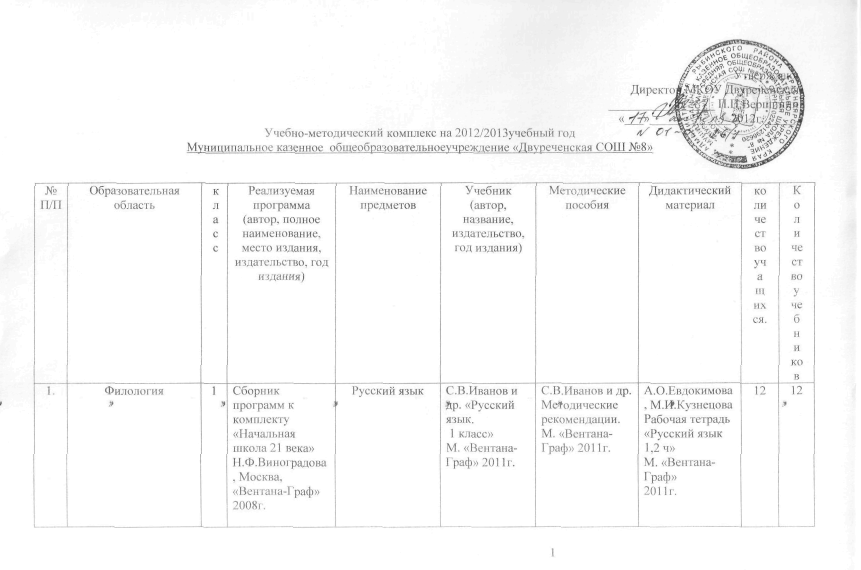 Директор МКОУ Двуреченская
2012г.
Учебно-методический комплекс на 2012/2013учебный год
Муниципальное казенное общеобразовательноеучреждение «Двуреченская СОШ №8»
№ П/П
Образовательная область
к л а с с
Реализуемая программа (автор, полное наименование, место издания, издательство, год издания)
Наименование предметов
Учебник (автор, название, издательство, год издания)
Методические пособия
Дидактический материал
ко ли че ст во уч а щ их ся.
К о л и че ст во у че б н и ко в
1.
Филология
1
Сборник
программ к
комплекту
«Начальная
школа 21 века»
Н.Ф.Виноградова
, Москва,
«Вентана-Граф»
2008г.
Русский язык
С.В.Иванов и
др. «Русский
язык.
1 класс»
М. «Вентана-
Граф» 2011г.
С.В.Иванов и др.
Методические
рекомендации.
М. «Вентана-
Граф» 2011г.
А.О.Евдокимова
, М.И.Кузнецова
Рабочая тетрадь
«Русский язык
1,2 ч»
М. «Вентана-
Граф»
2011г.
12
12
1